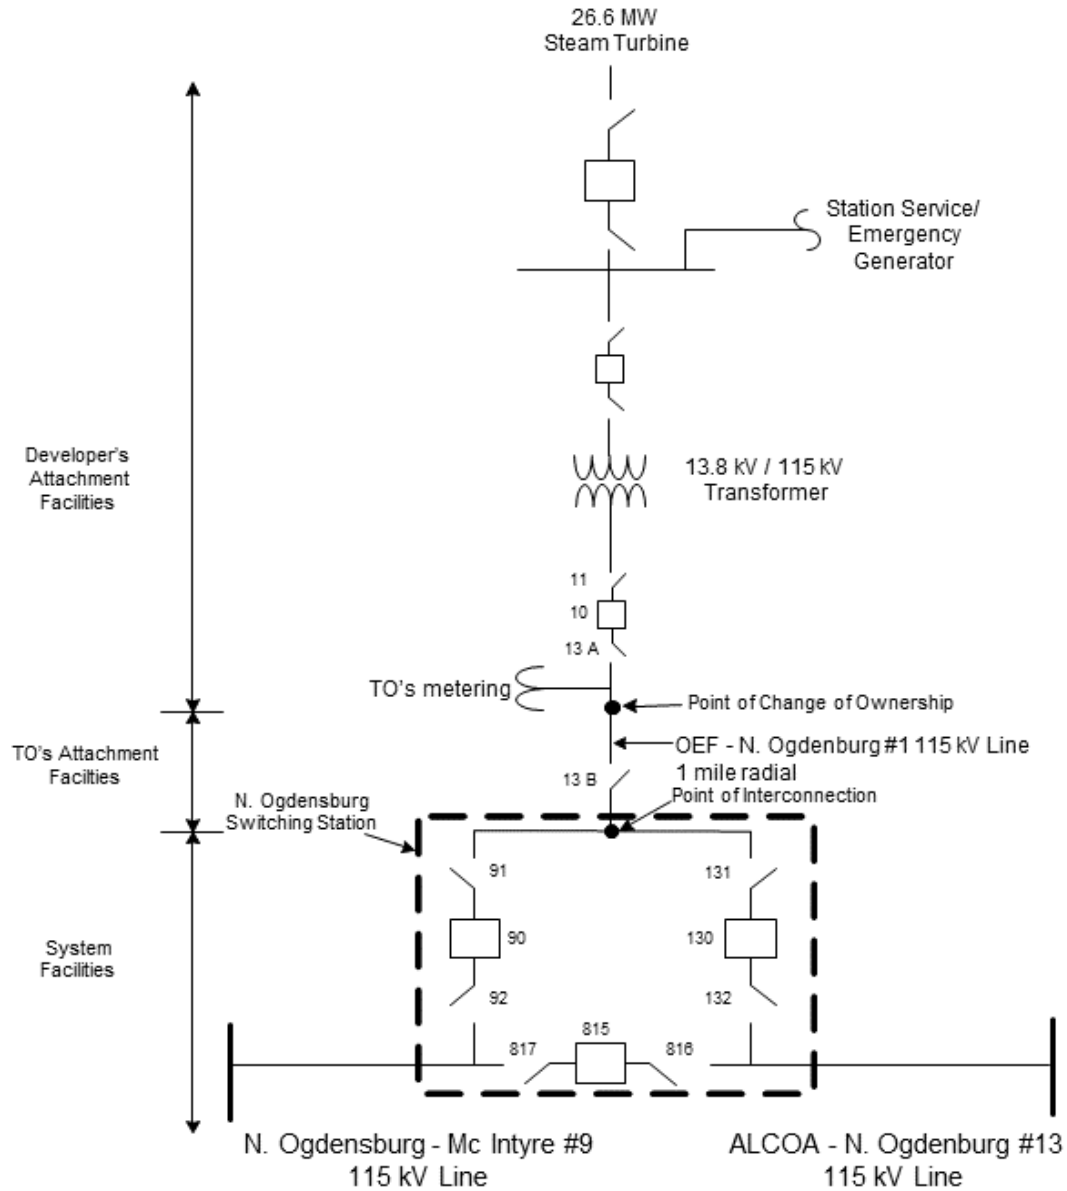 26.6 MW
Steam Turbine
Station Service/
Emergency
Generator
Developer's
Attachment
Facilities
13.8 kV / 115 kV
Transformer
11
10
13 A
TO's metering
Point of Change of Ownership
TO's Attachment
Facilties
OEF - N. Ogdenburg #1 115 kV Line
1 mile radial
13 B
Point of Interconnection
N. Ogdensburg
Switching Station
91
131
90
130
System
Facilities
92
132
815
817
816
N. Ogdensburg - Mc Intyre #9
115 kV Line
ALCOA - N. Ogdenburg #13
115 kV Line